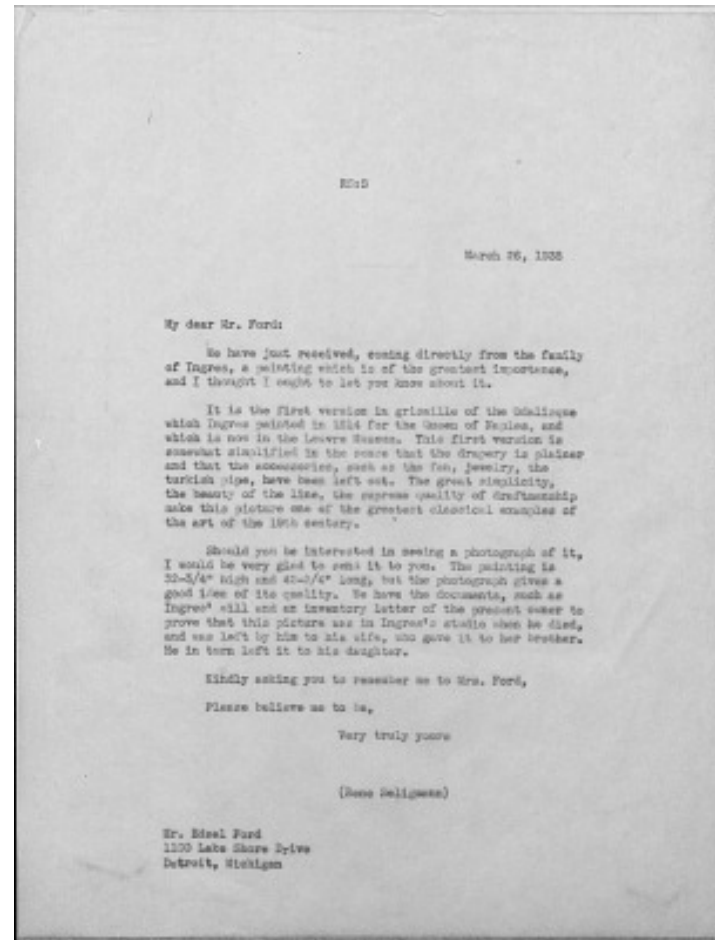 RS:S
March 26, 1938
My dear Mr. Ford:
We have just received, coming directly from the family
of Ingres, a painting which is of the greatest importance,
and I thought I ought to let you know about it.
It is the first version in grisaille of the Odalisque
which Ingres painted in 1814 for the Queen of Naples, and
which is now in the Louvre Museum. This first version is
somewhat simplified in the sense that the drapery is plainer
and that the accessories, such as the fan, jewelry, the
turkish pipe, have been left out. The great simplicity,
the beauty of the line, the supreme quality of draftmanship
make this picture one of the greatest classical examples of
the art of the 19th century.
Should you be interested in seeing a photograph of it,
I would be very glad to send it to you. The painting is
high and long, but the photograph gives a
good idea of its quality. We have the documents, such as
Ingres' will and an inventory letter of the present owner to
prove that this picture was in Ingres's studio when he died,
and was left by him to his wife, who gave it to her brother.
He in turn left it to his daughter.
Kindly asking you to remember me to Mrs. Ford,
Please believe me to be,
Very truly yours
(Rene Seligmann)
Mr. Edsel Ford
1100 Lake Shore Drive
Detroit, Michigan